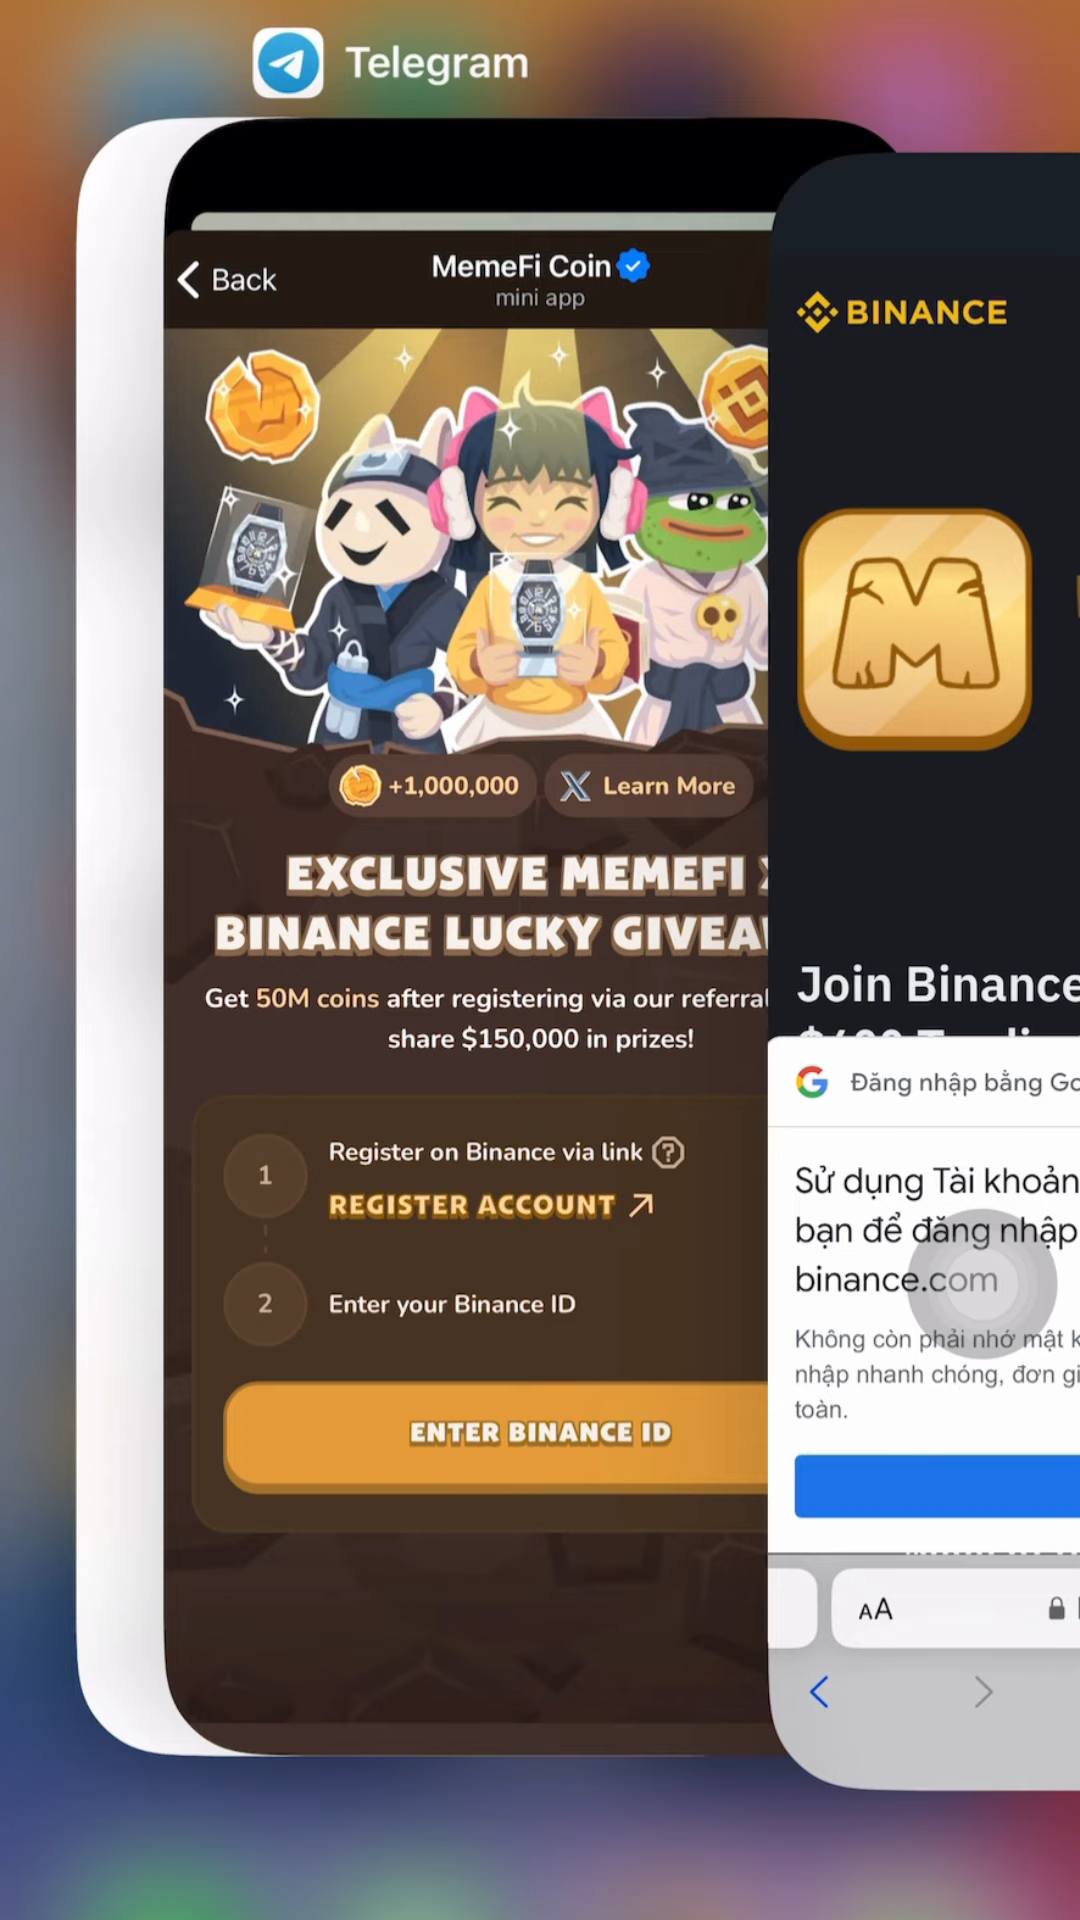 Telegram
Back
MemeFi Coin
mini app
+1,000,000
Learn More
EXCLUSIVE MEMEFI
BINANCE LUCKY
Get 50M coins after registering via our referral
share $150,000 in prizes!
1
Register on Binance via link
REGISTER ACCOUNT
2
Enter your Binance ID
ENTER BINANCE ID
BINANCE
M
Join Binance
Đăng nhập bằng
Sử dụng Tài khoản
bạn để đăng nhập
binance.com
Không còn phải nhớ mật
nhập nhanh chóng, đơn
toàn.
AA